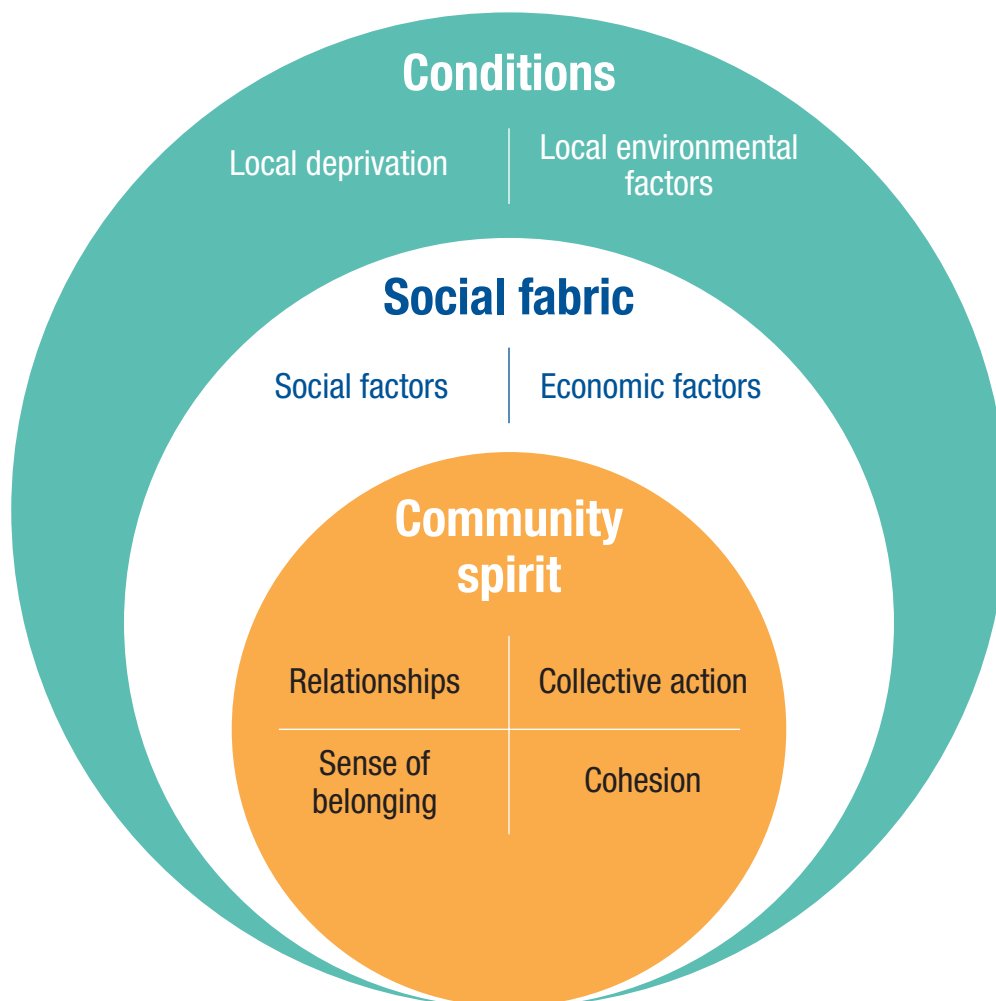 Conditions
Local deprivation
Local environmental
factors
Social fabric
Social factors
Economic factors
Community
spirit
Relationships
Collective action
Sense of
belonging
Cohesion